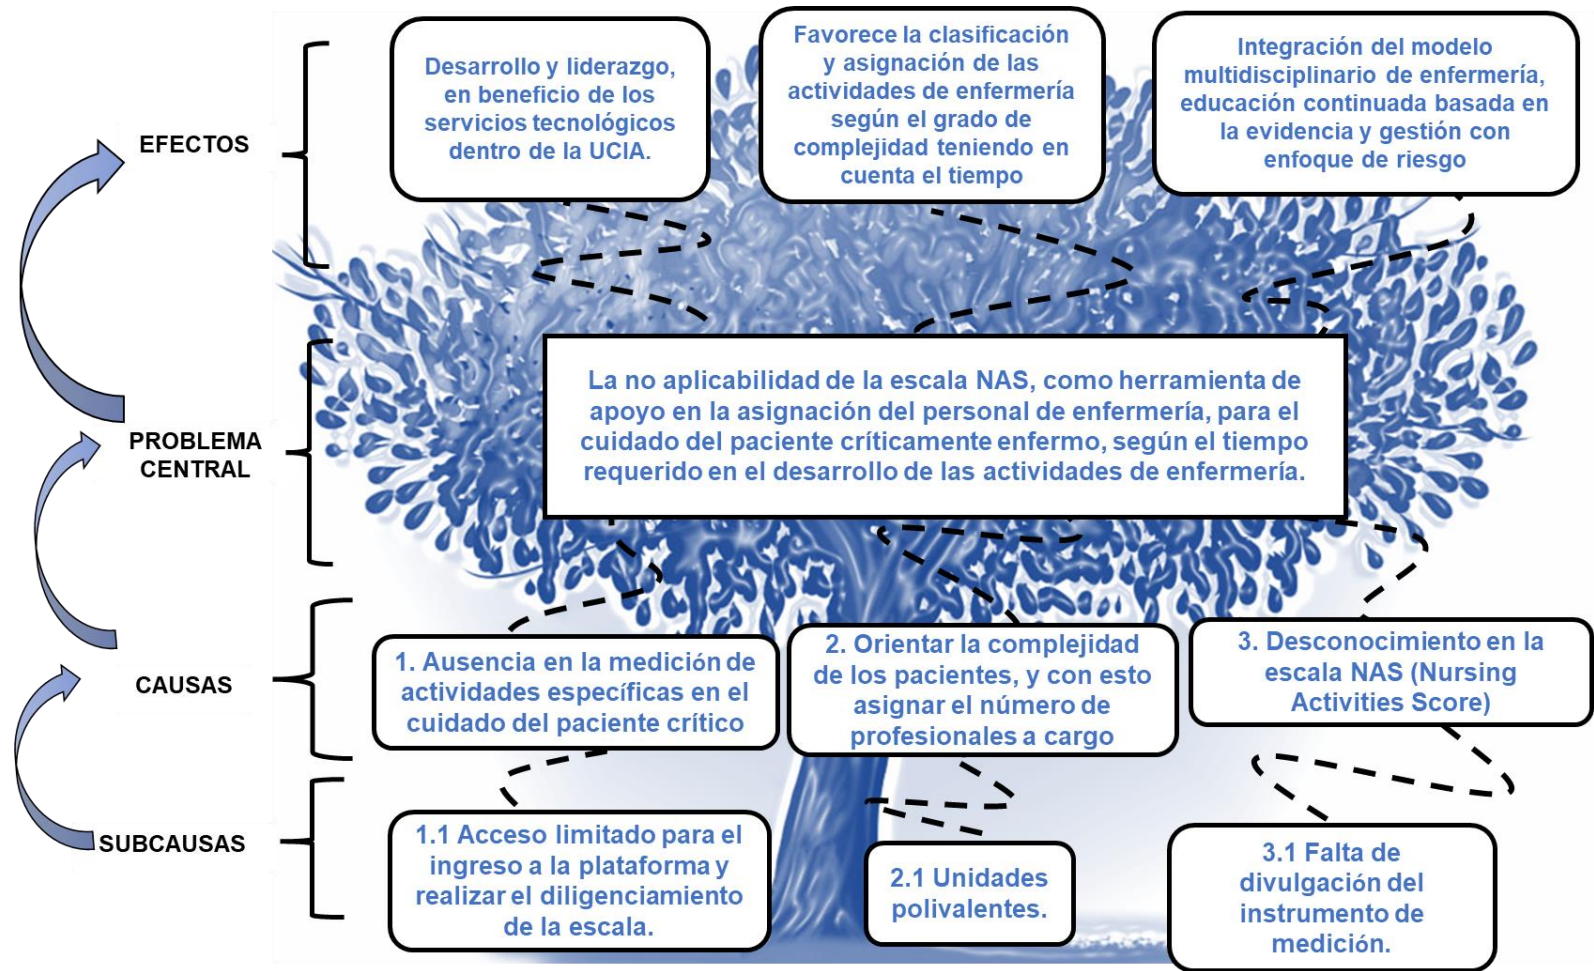 EFECTOS
Desarrollo y liderazgo,
en beneficio de los
servicios tecnológicos
dentro de la UCIA.
Favorece la clasificación
y asignación de las
actividades de enfermería
según el grado de
complejidad teniendo en
cuenta el tiempo
Integración del modelo
multidisciplinario de enfermería,
educación continuada basada en
la evidencia y gestión con
enfoque de riesgo
PROBLEMA
CENTRAL
La no aplicabilidad de la escala NAS, como herramienta de
apoyo en la asignación del personal de enfermería, para el
cuidado del paciente críticamente enfermo, según el tiempo
requerido en el desarrollo de las actividades de enfermería.
CAUSAS
1. Ausencia en la medición de
actividades específicas en el
cuidado del paciente crítico
2. Orientar la complejidad
de los pacientes, y con esto
asignar el número de
profesionales a cargo
3. Desconocimiento en la
escala NAS (Nursing
Activities Score)
SUBCAUSAS
1.1 Acceso limitado para el
ingreso a la plataforma y
realizar el diligenciamiento
de la escala.
2.1 Unidades
polivalentes.
3.1 Falta de
divulgación del
instrumento de
medición.